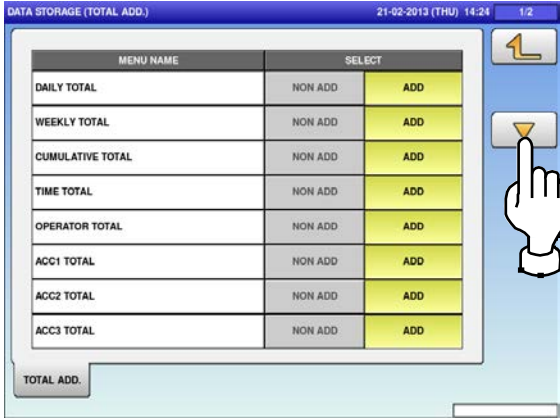 DATA STORAGE (TOTAL ADD.) 21-02-2013 (THU) 14:24 1/2
MENU NAME SELECT
DAILY TOTAL NON ADD ADD
WEEKLY TOTAL NON ADD ADD
CUMULATIVE TOTAL NON ADD ADD
TIME TOTAL NON ADD ADD
OPERATOR TOTAL NON ADD ADD
ACC1 TOTAL NON ADD ADD
ACC2 TOTAL NON ADD ADD
ACC3 TOTAL NON ADD ADD
TOTAL ADD.